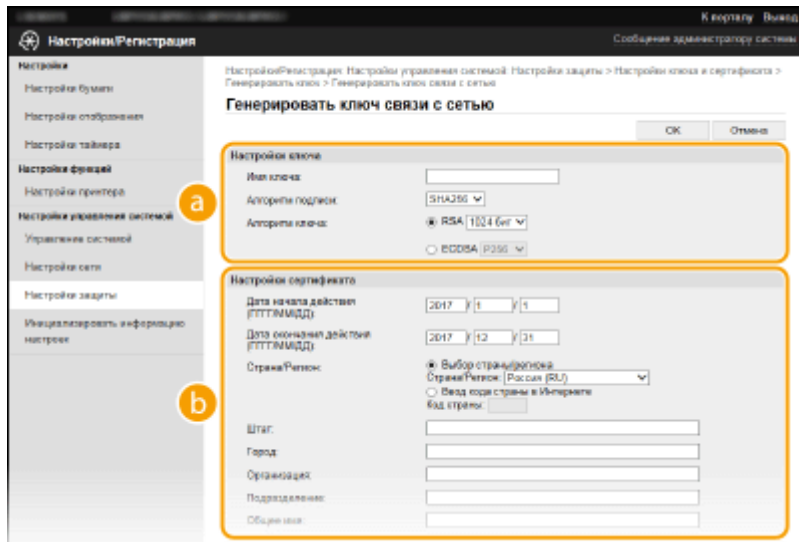 К порталу Выход
Настройки/Регистрация
Сообщение администратору системы
Настройка
Настройки бумаги
Настройки отображения
Настройки таймера
Настройки функций
Настройки принтера
Настройки управления системой
Управление системой
Настройки сети
Настройки защиты
Инициализировать информацию
настроек
Настройки/Регистрация: Настройки управления системой: Настройки защиты > Настройки ключа и сертификата >
Генерировать ключ > Генерировать ключ связи с сетью
Генерировать ключ связи с сетью
OK Отмена
a
Настройки ключа
Имя ключа:
Алгоритм подписи: SHA256
Алгоритм ключа: RSA 1024 бит
ECDSA P256
b
Настройки сертификата
Дата начала действия
(ГГГГ/ММ/ДД):
2017 / 1 / 1
Дата окончания действия
(ГГГГ/ММ/ДД):
2017 / 12 / 31
Страна/Регион: Выбор страны/региона
Страна/Регион: Россия (RU)
Ввод кода страны в Интернете
Код страны:
Штат:
Город:
Организация:
Подразделение:
Общее имя: